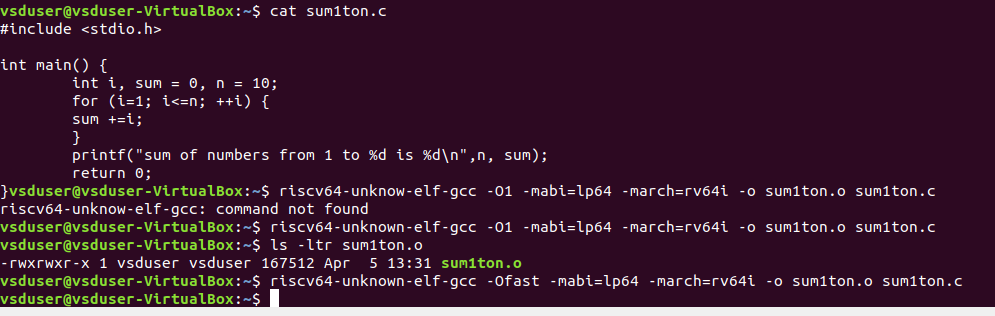 vsduser@vsduser-VirtualBox:~$ cat sum1ton.c
#include <stdio.h>
int main() {
int i, sum = 0, n = 10;
for (i=1; i<=n; ++i) {
sum +=i;
}
printf("sum of numbers from 1 to %d is %d\n",n, sum);
return 0;
}vsduser@vsduser-VirtualBox:~$ riscv64-unknow-elf-gcc -O1 -mabi=lp64 -march=rv64i -o sum1ton.o sum1ton.c
riscv64-unknow-elf-gcc: command not found
vsduser@vsduser-VirtualBox:~$ riscv64-unknown-elf-gcc -O1 -mabi=lp64 -march=rv64i -o sum1ton.o sum1ton.c
vsduser@vsduser-VirtualBox:~$ ls -ltr sum1ton.o
-rwxrwxr-x 1 vsduser vsduser 167512 Apr  5 13:31 sum1ton.o
vsduser@vsduser-VirtualBox:~$ riscv64-unknown-elf-gcc -Ofast -mabi=lp64 -march=rv64i -o sum1ton.o sum1ton.c
vsduser@vsduser-VirtualBox:~$